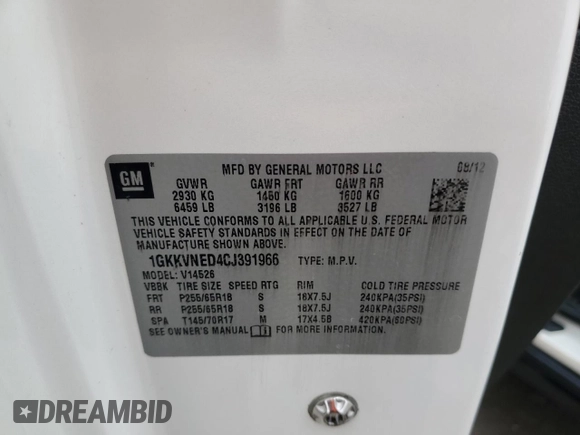 GM
MFD BY GENERAL MOTORS LLC 08/12
GVWR GAWR FRT GAWR RR
2930 KG 1450 KG 1600 KG
6459 LB 3196 LB 3527 LB
THIS VEHICLE CONFORMS TO ALL APPLICABLE U.S. FEDERAL MOTOR
VEHICLE SAFETY STANDARDS IN EFFECT ON THE DATE OF
MANUFACTURE SHOWN ABOVE.
1GKKVNED4CJ391966 TYPE: M.P.V.
MODEL: V14526
VBBK TIRE SIZE SPEED RTG RIM COLD TIRE PRESSURE
FRT P255/65R18 S 18X7.5J 240KPA(35PSI)
RR P255/65R18 S 18X7.5J 240KPA(35PSI)
SPA T145/70R17 M 17X4.5B 420KPA(60PSI)
SEE OWNER'S MANUAL FOR MORE INFORMATION.
DREAMBID